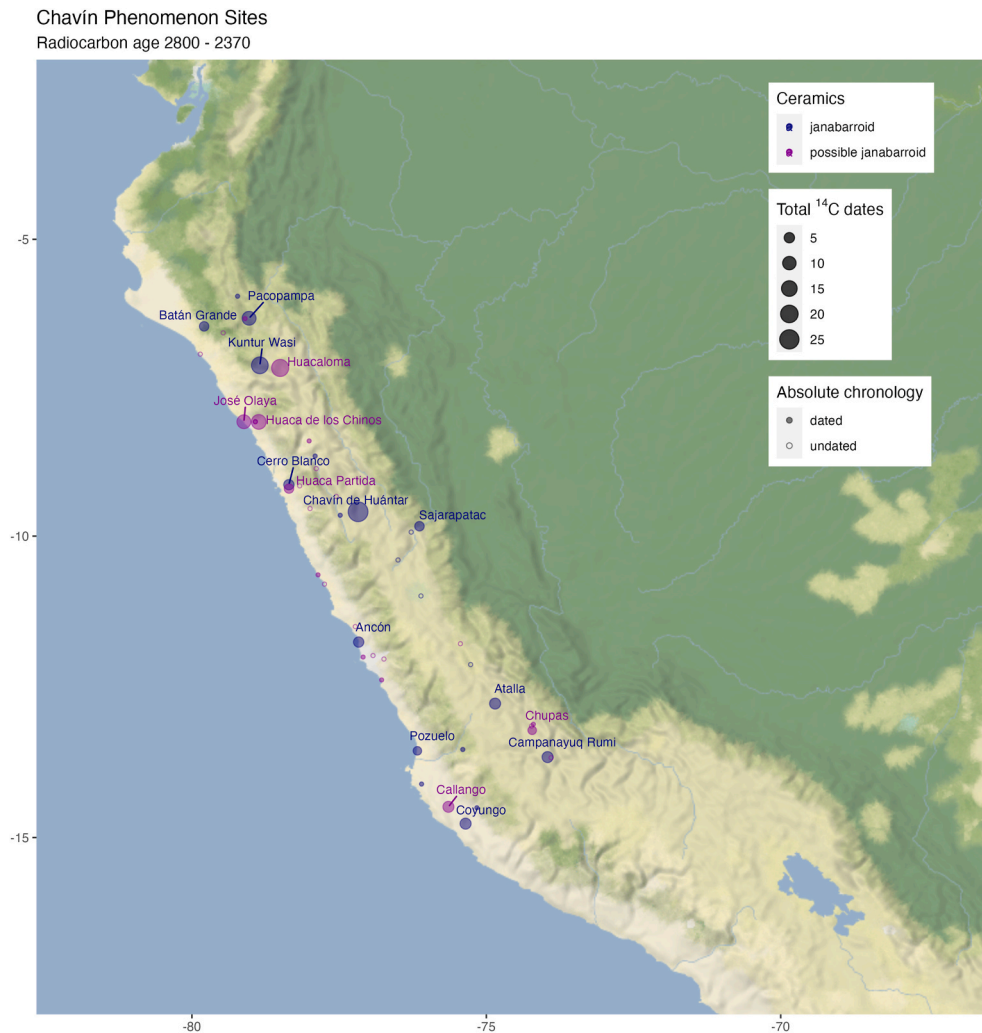 Chavín Phenomenon Sites
Radiocarbon age 2800 - 2370
Ceramics
janabarroid
possible janabarroid
Total 14C dates
5
10
15
20
25
Absolute chronology
dated
undated
-5
-10
-15
Pacopampa
Batán Grande
Kuntur Wasi
Huacaloma
José Olaya
Huaca de los Chinos
Cerro Blanco
Huaca Partida
Chavín de Huántar
Sajarapatac
Ancón
Atalla
Chupas
Pozuelo
Campanayuq Rumi
Callango
Coyungo
-80
-75
-70